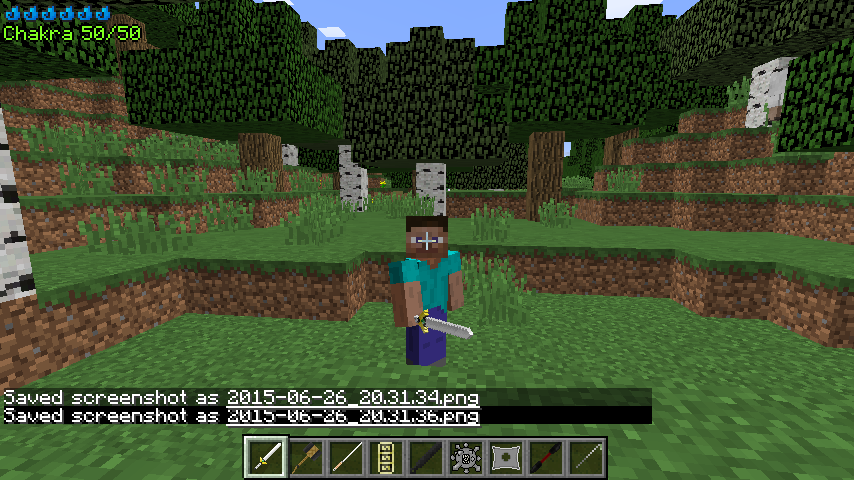 Chakra 50/50
Saved screenshot as 2015-06-26_20.31.34.png
Saved screenshot as 2015-06-26_20.31.36.png